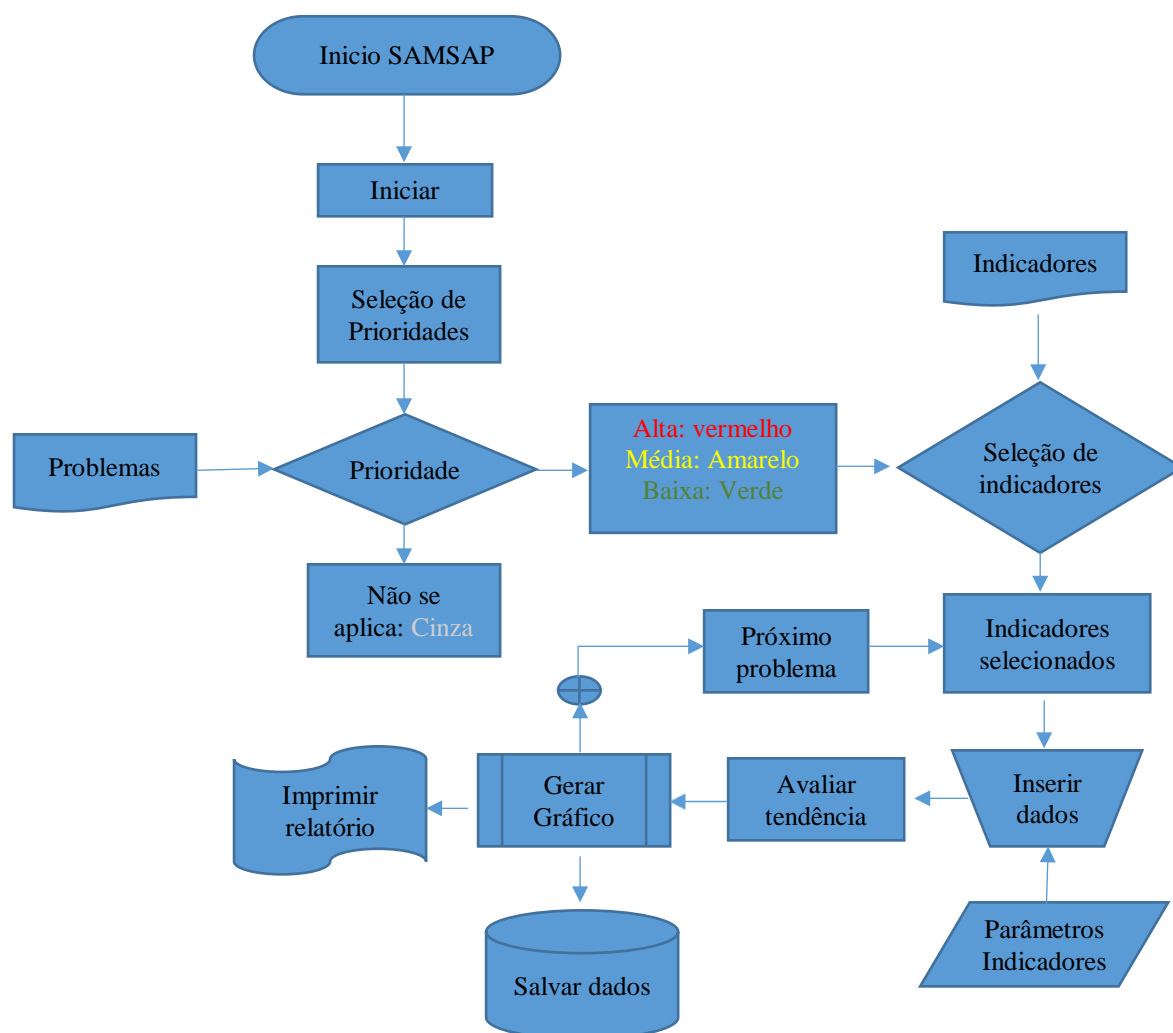 Inicio SAMSAP
Iniciar
Seleção de
Prioridades
Indicadores
Problemas
Prioridade
Alta: vermelho
Média: Amarelo
Baixa: Verde
Seleção de
indicadores
Não se
aplica: Cinza
Próximo
problema
Indicadores
selecionados
Imprimir
relatório
Gerar
Gráfico
Avaliar
tendência
Inserir
dados
Salvar dados
Parâmetros
Indicadores